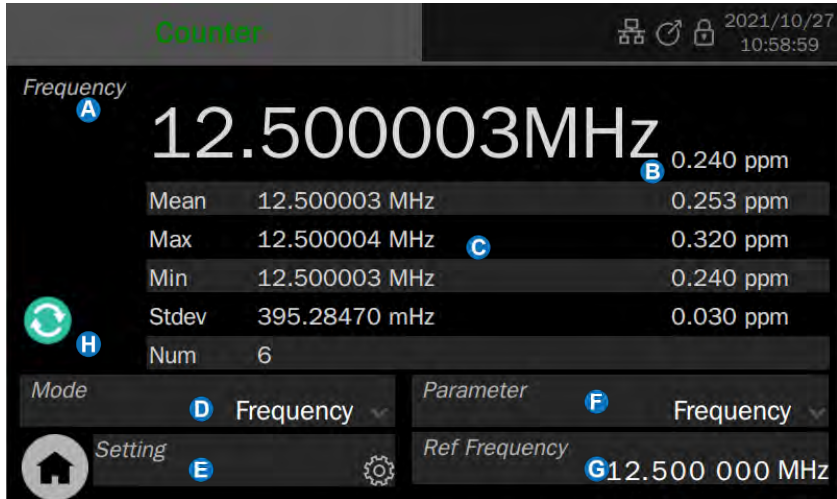 Counter
2021/10/27
10:58:59
Frequency
A
12.500003MHz
B
0.240 ppm
Mean 12.500003 MHz 0.253 ppm
Max 12.500004 MHz C 0.320 ppm
Min 12.500003 MHz 0.240 ppm
Stdev 395.28470 mHz 0.030 ppm
H
Num 6
Mode D Frequency
Parameter F Frequency
Setting E
Ref Frequency G 12.500 000 MHz